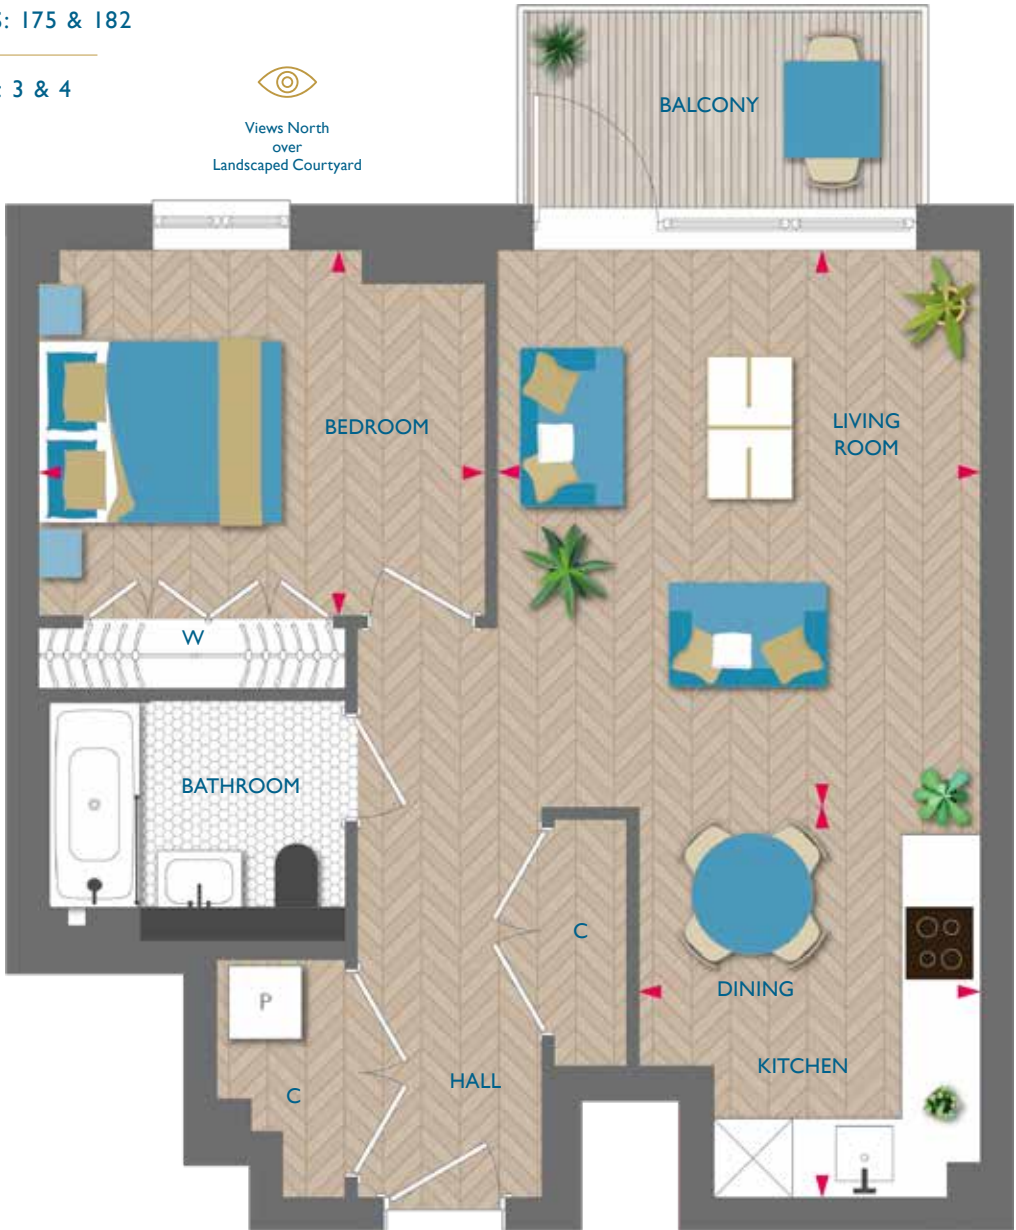 : 175 & 182
: 3 & 4
Views North
over
Landscaped Courtyard
BALCONY
BEDROOM
LIVING
ROOM
W
BATHROOM
C
DINING
P
KITCHEN
HALL
C